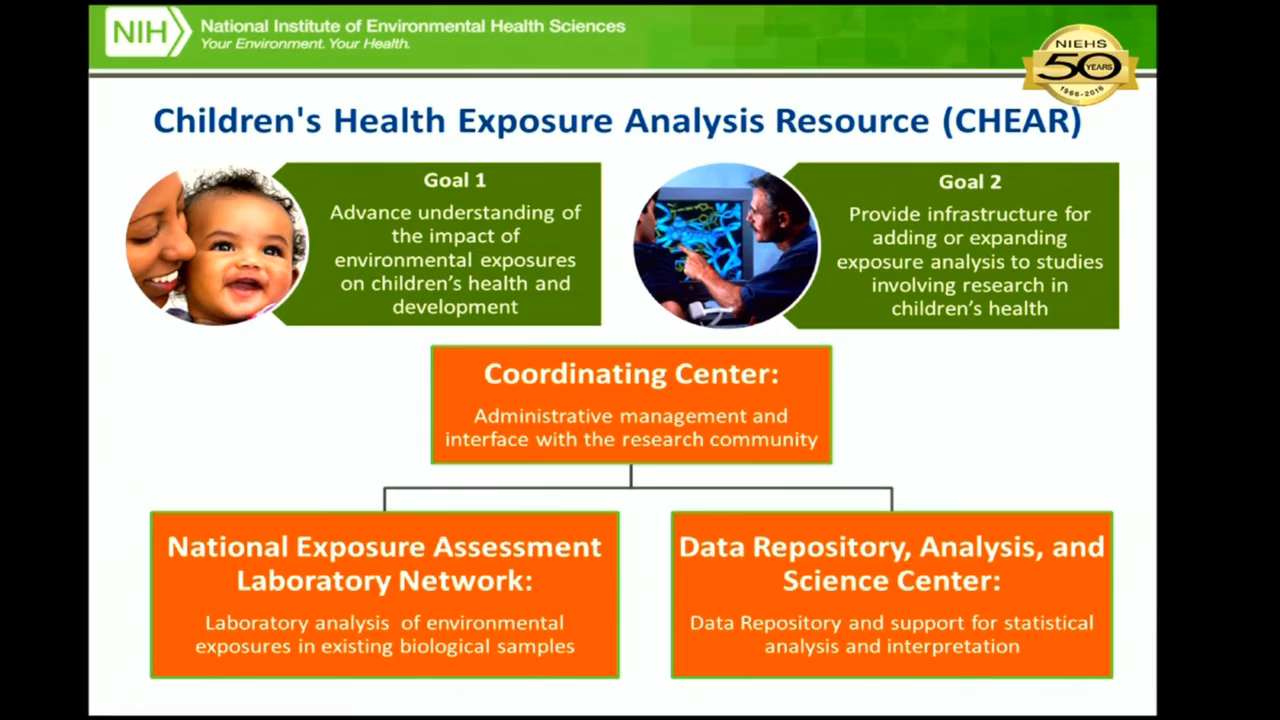 NIH
National Institute of Environmental Health Sciences
Your Environment. Your Health.
NIEHS
50 YEARS
1966-2016
Children's Health Exposure Analysis Resource (CHEAR)
Goal 1
Advance understanding of
the impact of
environmental exposures
on children’s health and
development
Goal 2
Provide infrastructure for
adding or expanding
exposure analysis to studies
involving research in
children’s health
Coordinating Center:
Administrative management and
interface with the research community
National Exposure Assessment
Laboratory Network:
Laboratory analysis of environmental
exposures in existing biological samples
Data Repository, Analysis, and
Science Center:
Data Repository and support for statistical
analysis and interpretation